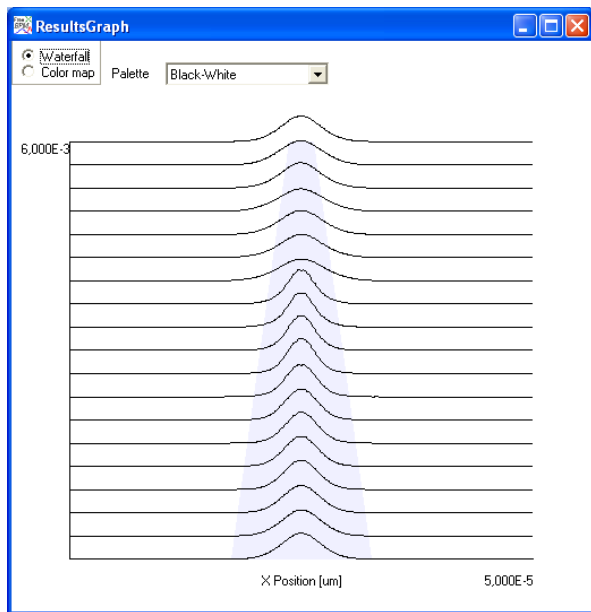 ResultsGraph
Waterfall
Color map
Palette
Black-White
6,000E-3
X Position [um]
5,000E-5